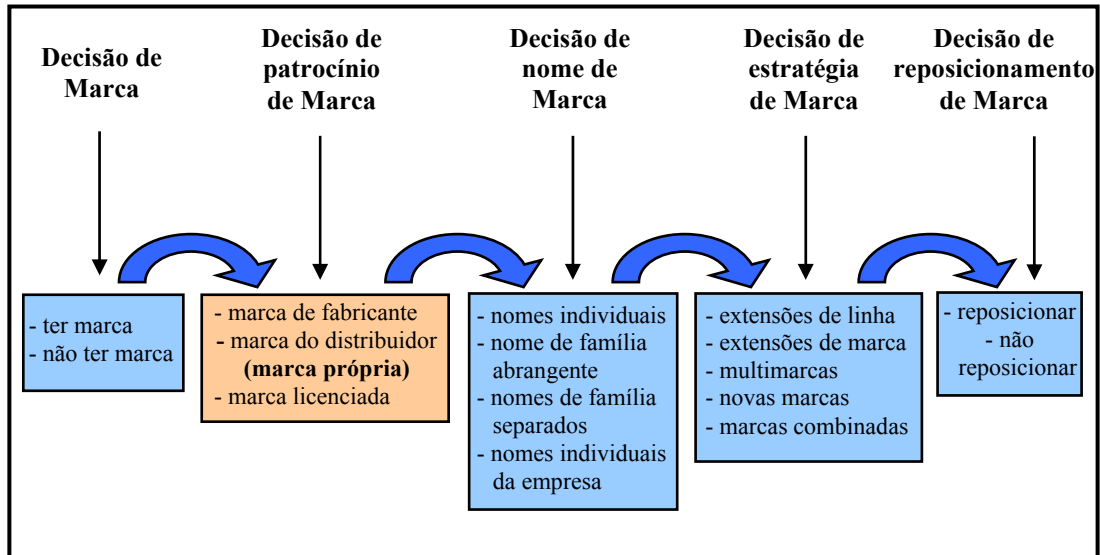 Decisão de
Marca
Decisão de
patrocínio
de Marca
Decisão de
nome de
Marca
Decisão de
estratégia
de Marca
Decisão de
reposicionamento
de Marca
- ter marca
- não ter marca
- marca de fabricante
- marca do distribuidor
(marca própria)
- marca licenciada
- nomes individuais
- nome de família
abrangente
- nomes de família
separados
- nomes individuais
da empresa
- extensões de linha
- extensões de marca
- multimarcas
- novas marcas
- marcas combinadas
- reposicionar
- não
reposicionar